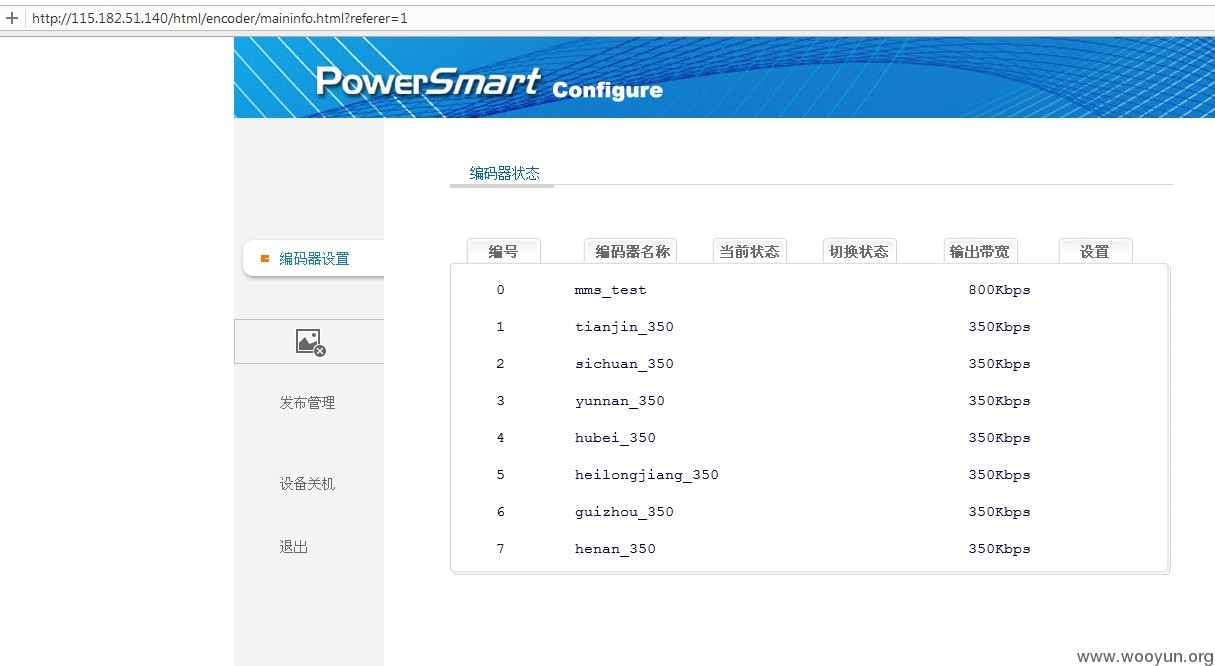 http://115.182.51.140/html/encoder/maininfo.html?referer=1
PowerSmart Configure
编码器状态
编码器设置
发布管理
设备关机
退出
编号 编码器名称 当前状态 切换状态 输出带宽 设置
0 mms_test 800Kbps
1 tianjin_350 350Kbps
2 sichuan_350 350Kbps
3 yunnan_350 350Kbps
4 hubei_350 350Kbps
5 heilongjiang_350 350Kbps
6 guizhou_350 350Kbps
7 henan_350 350Kbps
www.wooyun.org